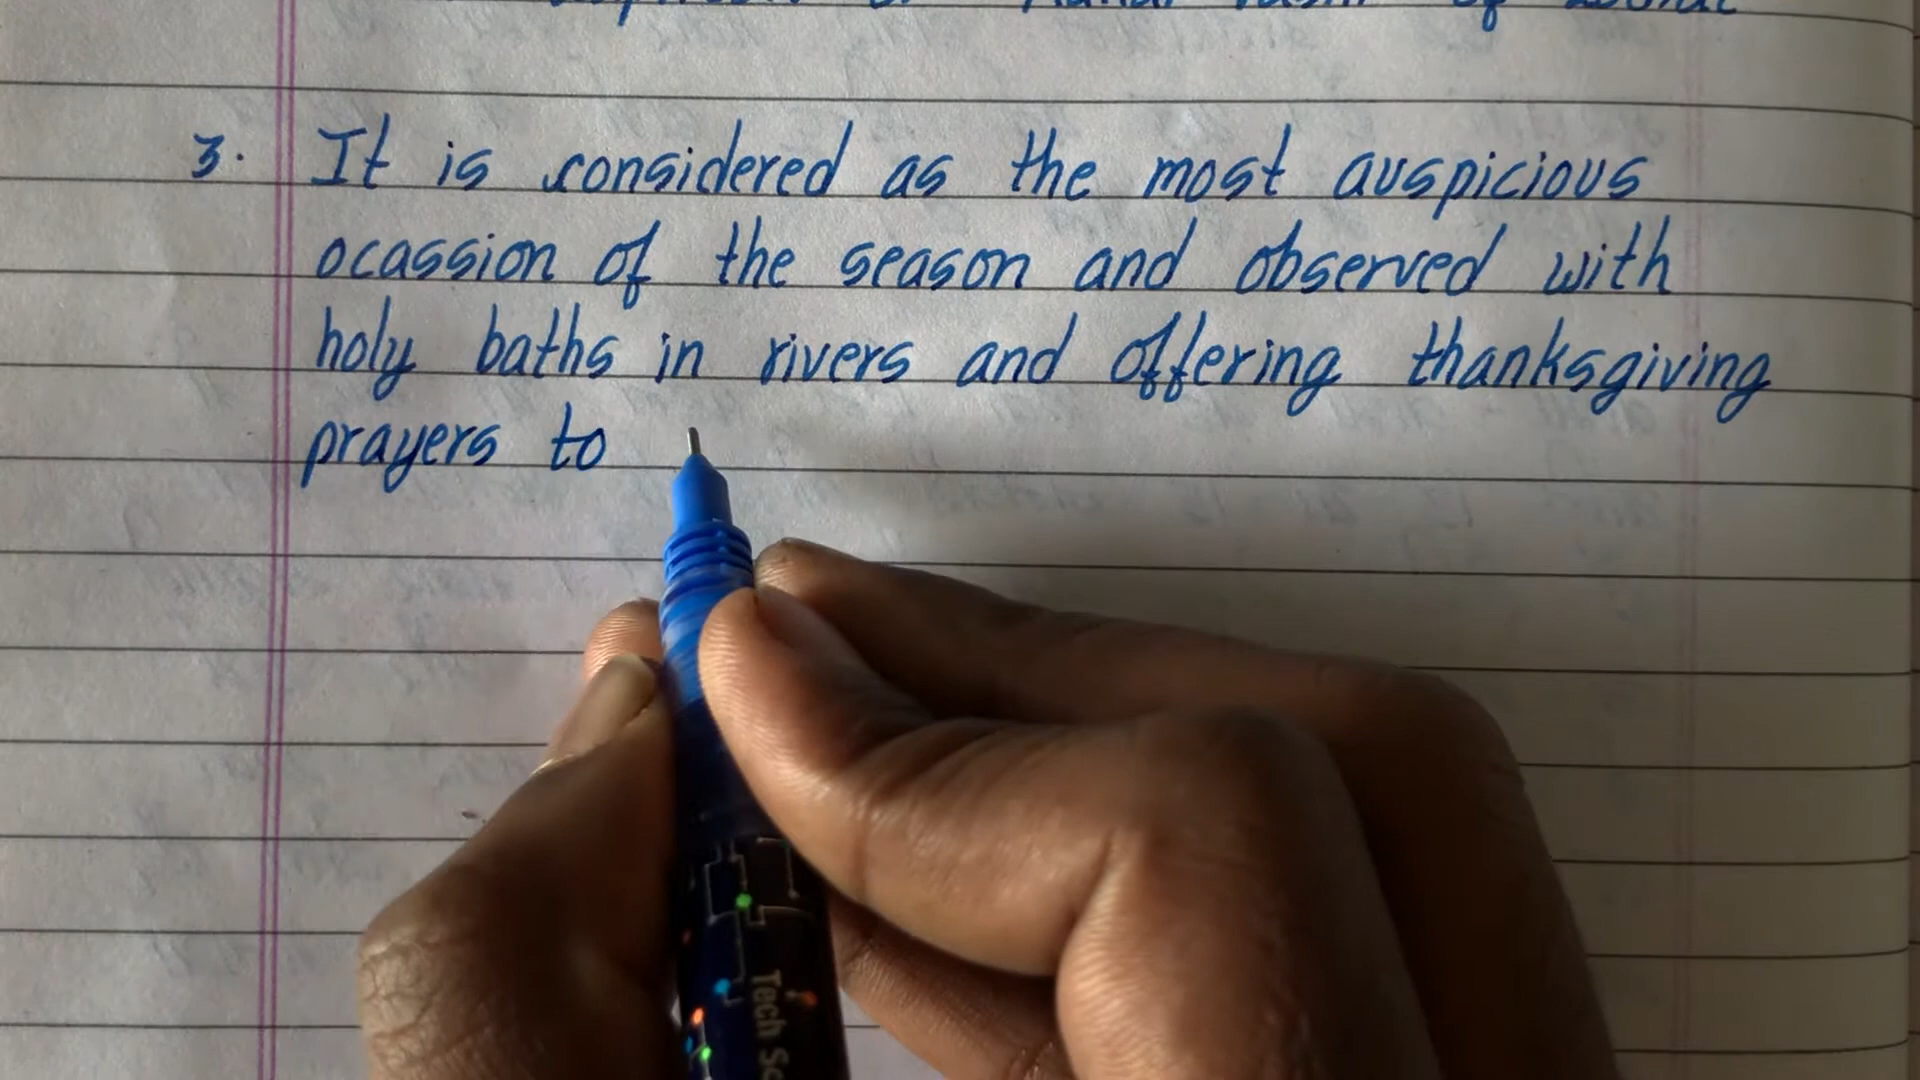 of
3. It is considered as the most auspicious
ocassion of the season and observed with
holy baths in rivers and offering thanksgiving
prayers to
Tech